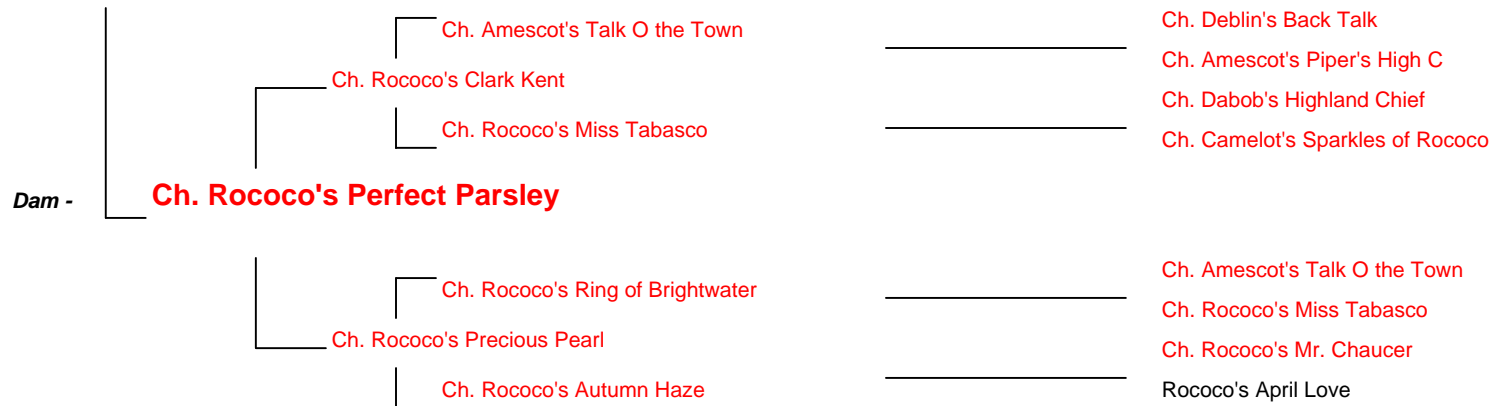 Ch. Deblin's Back Talk
Ch. Amescot's Talk O the Town
Ch. Amescot's Piper's High C
Ch. Rococo's Clark Kent
Ch. Dabob's Highland Chief
Ch. Rococo's Miss Tabasco
Ch. Camelot's Sparkles of Rococo
Dam - Ch. Rococo's Perfect Parsley
Ch. Amescot's Talk O the Town
Ch. Rococo's Ring of Brightwater
Ch. Rococo's Miss Tabasco
Ch. Rococo's Precious Pearl
Ch. Rococo's Mr. Chaucer
Ch. Rococo's Autumn Haze
Rococo's April Love